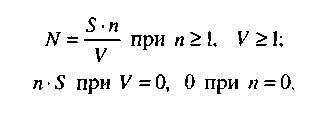 N = S · n / V при n ≥ 1, V ≥ 1;
n · S при V = 0, 0 при n = 0.